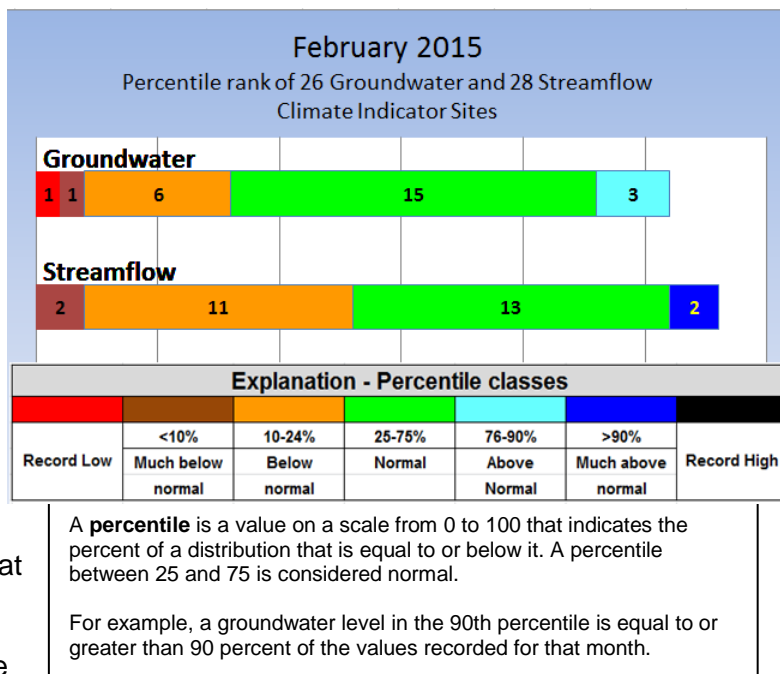 February 2015
Percentile rank of 26 Groundwater and 28 Streamflow
Climate Indicator Sites
Groundwater
1 1 6 15 3
Streamflow
2 11 13 2
Explanation - Percentile classes
<10% 10-24% 25-75% 76-90% >90%
Record Low Much below Below Normal Above Much above Record High
normal normal Normal normal
A percentile is a value on a scale from 0 to 100 that indicates the
percent of a distribution that is equal to or below it. A percentile
between 25 and 75 is considered normal.
at
For example, a groundwater level in the 90th percentile is equal to or
greater than 90 percent of the values recorded for that month.
e